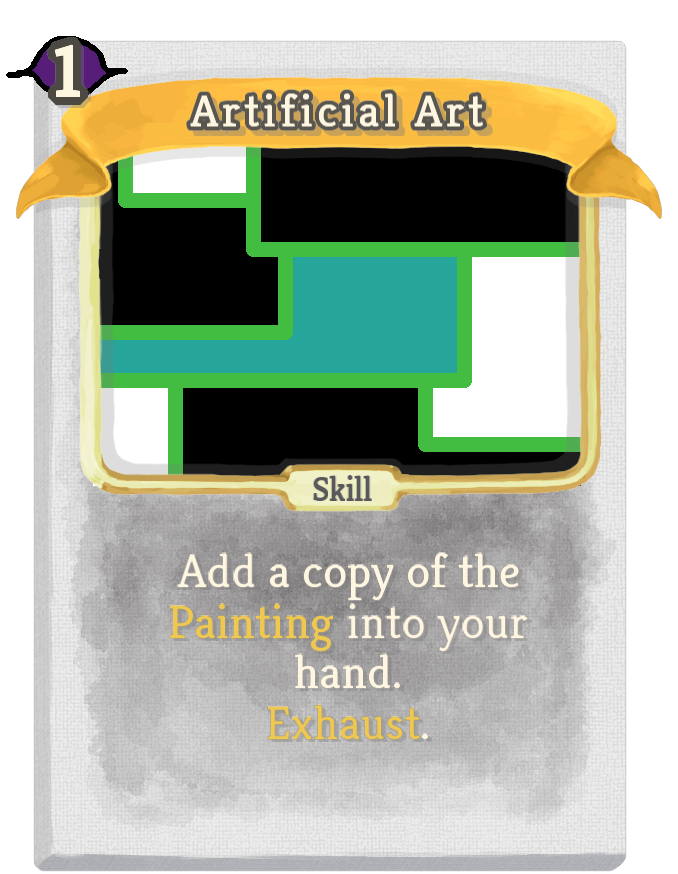 1
Artificial Art
Skill
Add a copy of the
Painting into your
hand.
Exhaust.